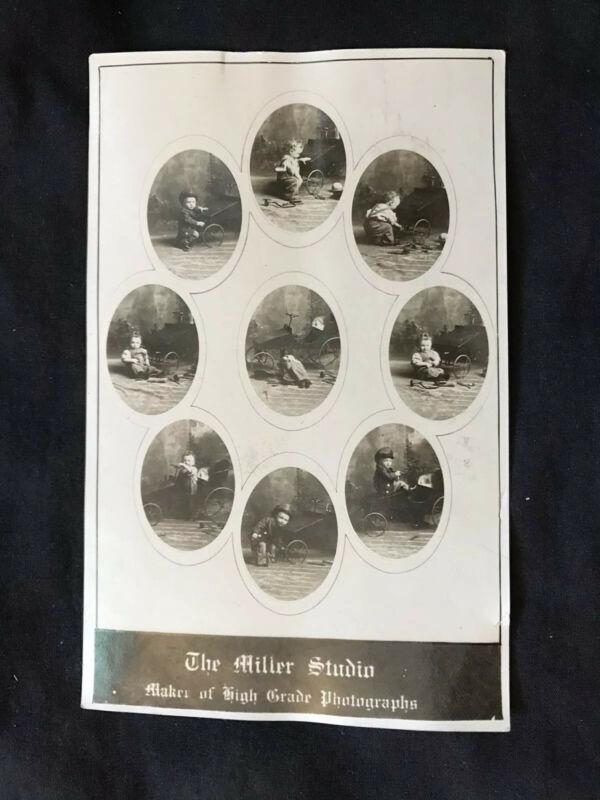 The Miller Studio
Maker of High Grade Photographs